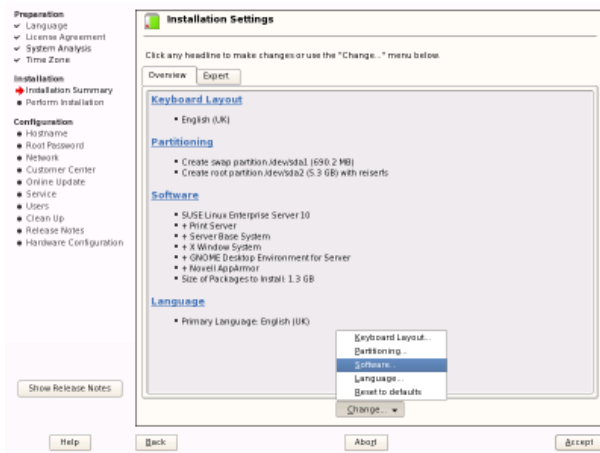 Preparation
Language
License Agreement
System Analysis
Time Zone
Installation
Installation Summary
Perform Installation
Configuration
Hostname
Root Password
Network
Customer Center
Online Update
Service
Users
Clean Up
Release Notes
Hardware Configuration
Show Release Notes
Help
Installation Settings
Click any headline to make changes or use the "Change..." menu below.
Overview Expert
Keyboard Layout
English (UK)
Partitioning
Create swap partition /dev/sda1 (690.2 MB)
Create root partition /dev/sda2 (5.3 GB) with reiserfs
Software
SUSE Linux Enterprise Server 10
+ Print Server
+ Server Base System
+ X Window System
+ GNOME Desktop Environment for Server
+ Novell AppArmor
Size of Packages to Install: 1.3 GB
Language
Primary Language: English (UK)
Keyboard Layout...
Partitioning...
Software...
Language...
Reset to defaults
Change...
Back Abort Accept